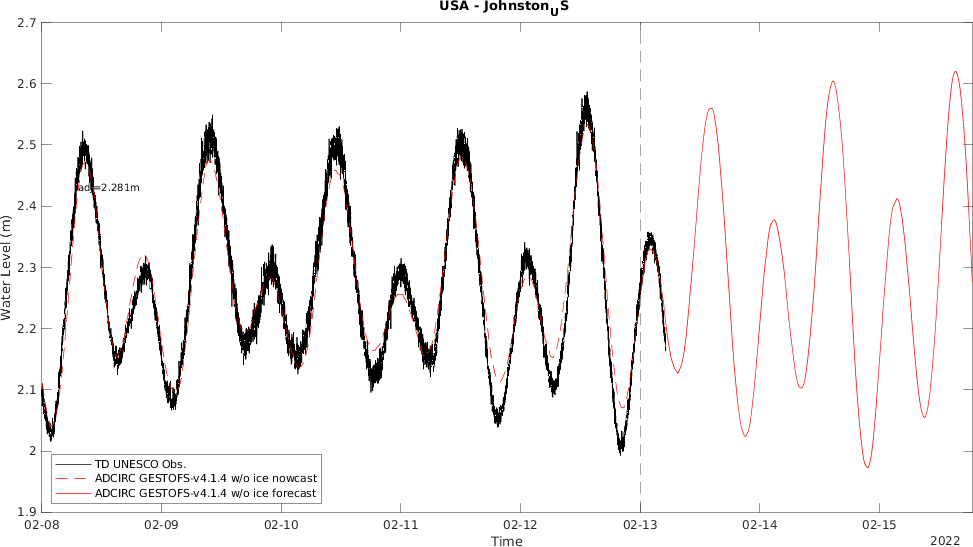 USA - Johnston_US
2.7
2.6
2.5
2.4
2.3
2.2
2.1
2
1.9
Water Level (m)
adj=2.281m
TD UNESCO Obs.
ADCIRC GESTOFS-v4.1.4 w/o ice nowcast
ADCIRC GESTOFS-v4.1.4 w/o ice forecast
02-08 02-09 02-10 02-11 02-12 02-13 02-14 02-15
Time
2022